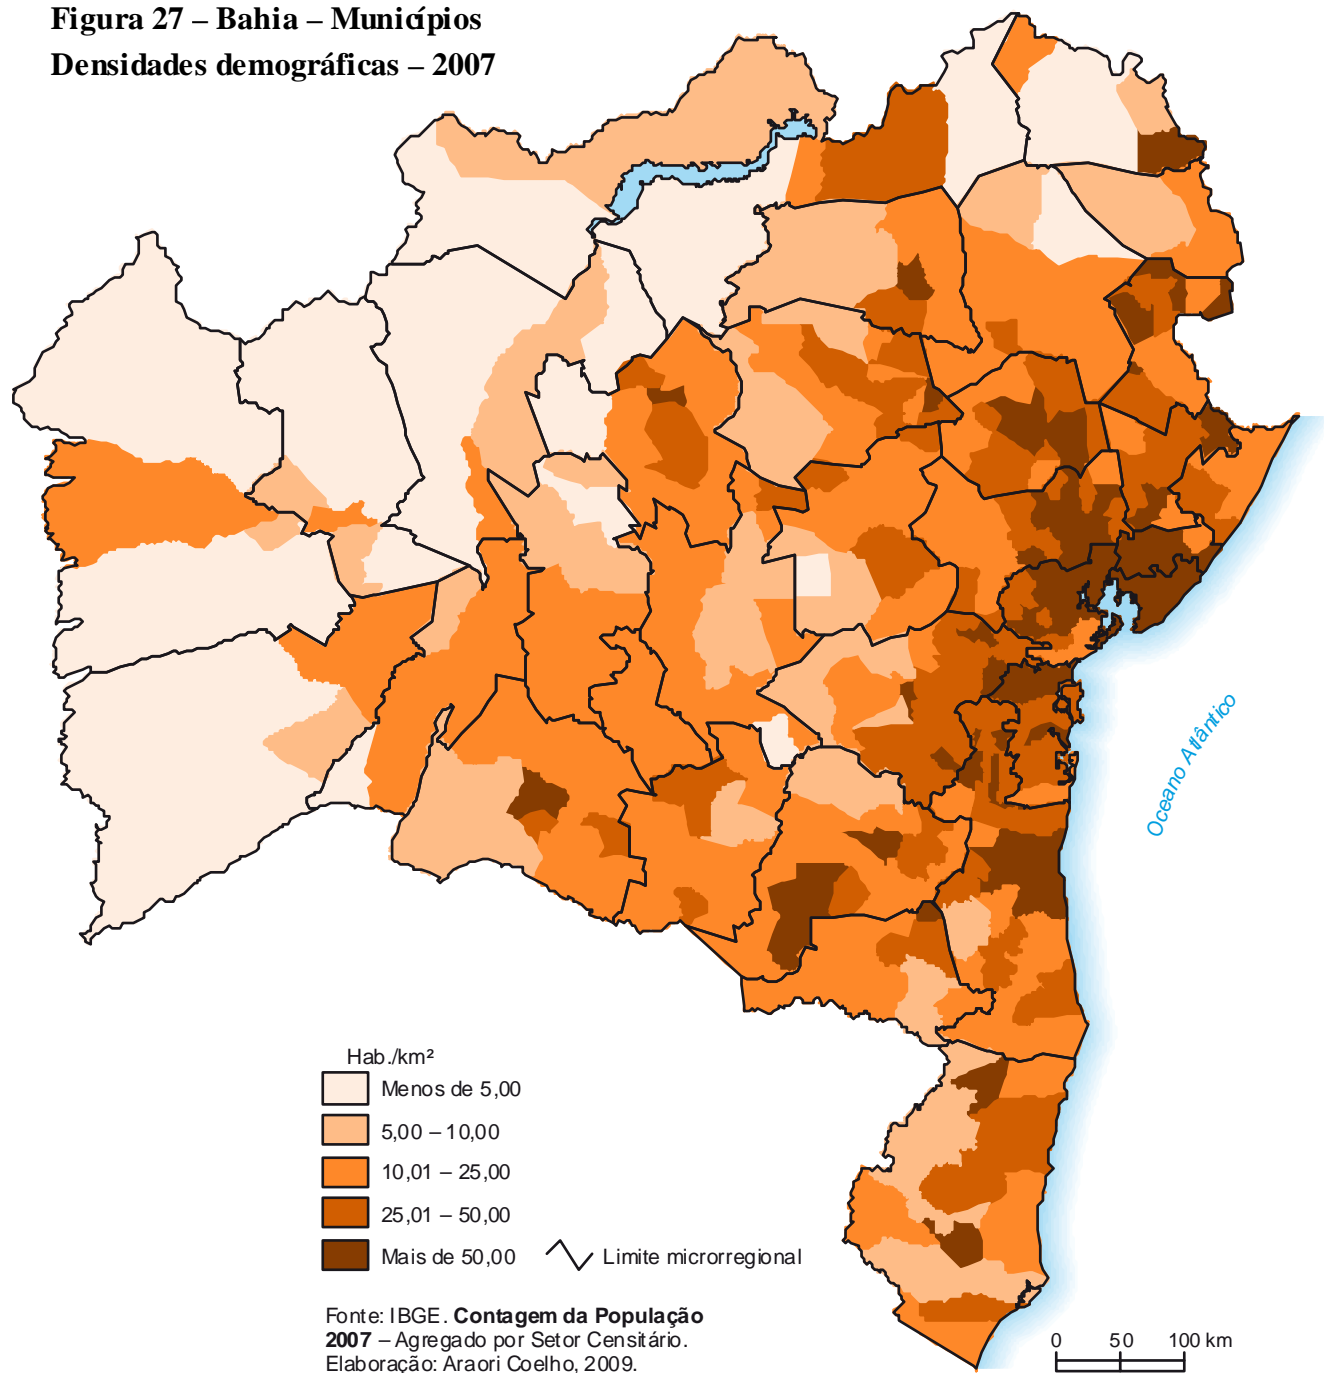 Figura 27 – Bahia – Municípios
Densidades demográficas – 2007
Oceano Atlântico
Hab./km²
Menos de 5,00
5,00 – 10,00
10,01 – 25,00
25,01 – 50,00
Mais de 50,00
Limite microrregional
Fonte: IBGE. Contagem da População
2007 – Agregado por Setor Censitário.
Elaboração: Araori Coelho, 2009.
0 50 100 km